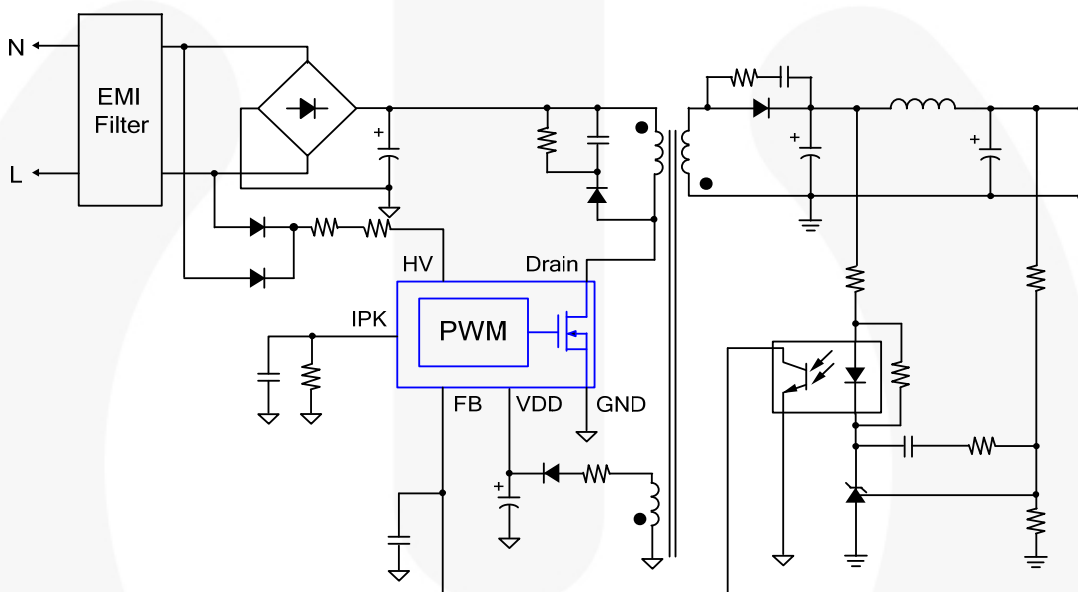 N
EMI
Filter
L
+
+
+
HV
Drain
IPK
PWM
FB
VDD
GND
+